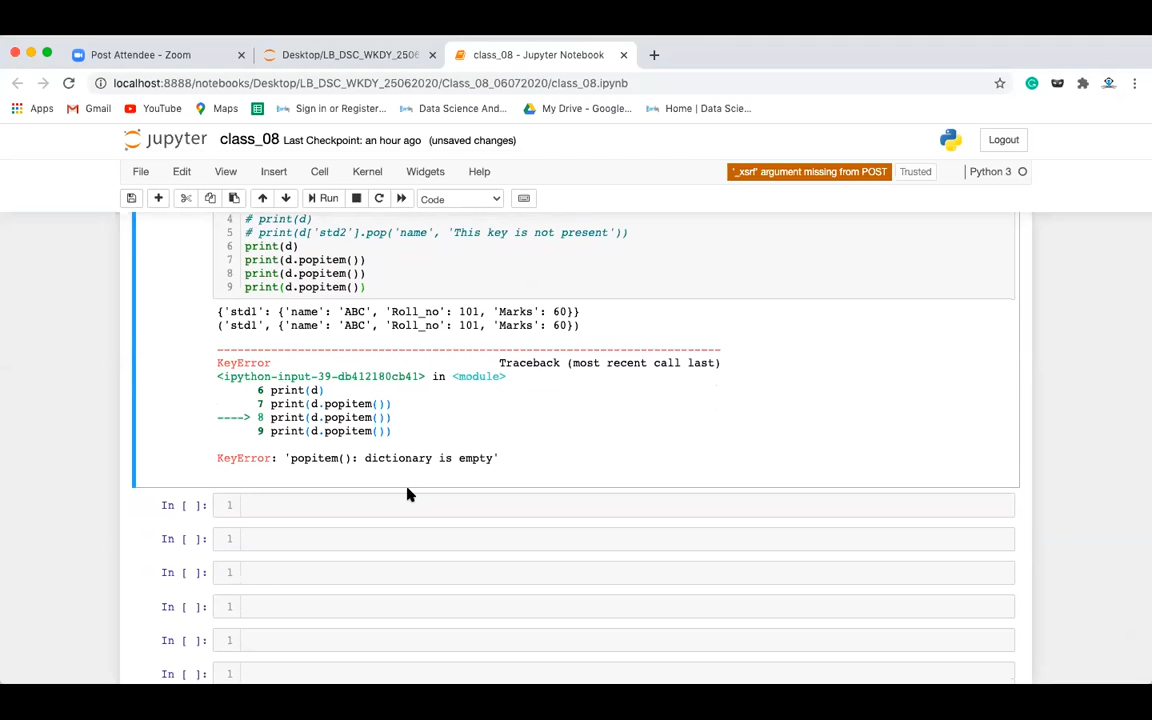 Post Attendee - Zoom
Desktop/LB_DSC_WKDY_2506
class_08 - Jupyter Notebook
localhost:8888/notebooks/Desktop/LB_DSC_WKDY_25062020/Class_08_06072020/class_08.ipynb
Apps Gmail YouTube Maps Sign in or Register... Data Science And... My Drive - Google... Home | Data Scie...
jupyter class_08 Last Checkpoint: an hour ago (unsaved changes) Logout
File Edit View Insert Cell Kernel Widgets Help '_xsrf' argument missing from POST Trusted Python 3
Run Code
4 # print(d)
5 # print(d['std2'].pop('name', 'This key is not present'))
6 print(d)
7 print(d.popitem())
8 print(d.popitem())
9 print(d.popitem())
{'std1': {'name': 'ABC', 'Roll_no': 101, 'Marks': 60}}
('std1', {'name': 'ABC', 'Roll_no': 101, 'Marks': 60})
---------------------------------------------------------------------------
KeyError Traceback (most recent call last)
<ipython-input-39-db412180cb41> in <module>
6 print(d)
7 print(d.popitem())
----> 8 print(d.popitem())
9 print(d.popitem())
KeyError: 'popitem(): dictionary is empty'
In [ ]: 1
In [ ]: 1
In [ ]: 1
In [ ]: 1
In [ ]: 1
In [ ]: 1